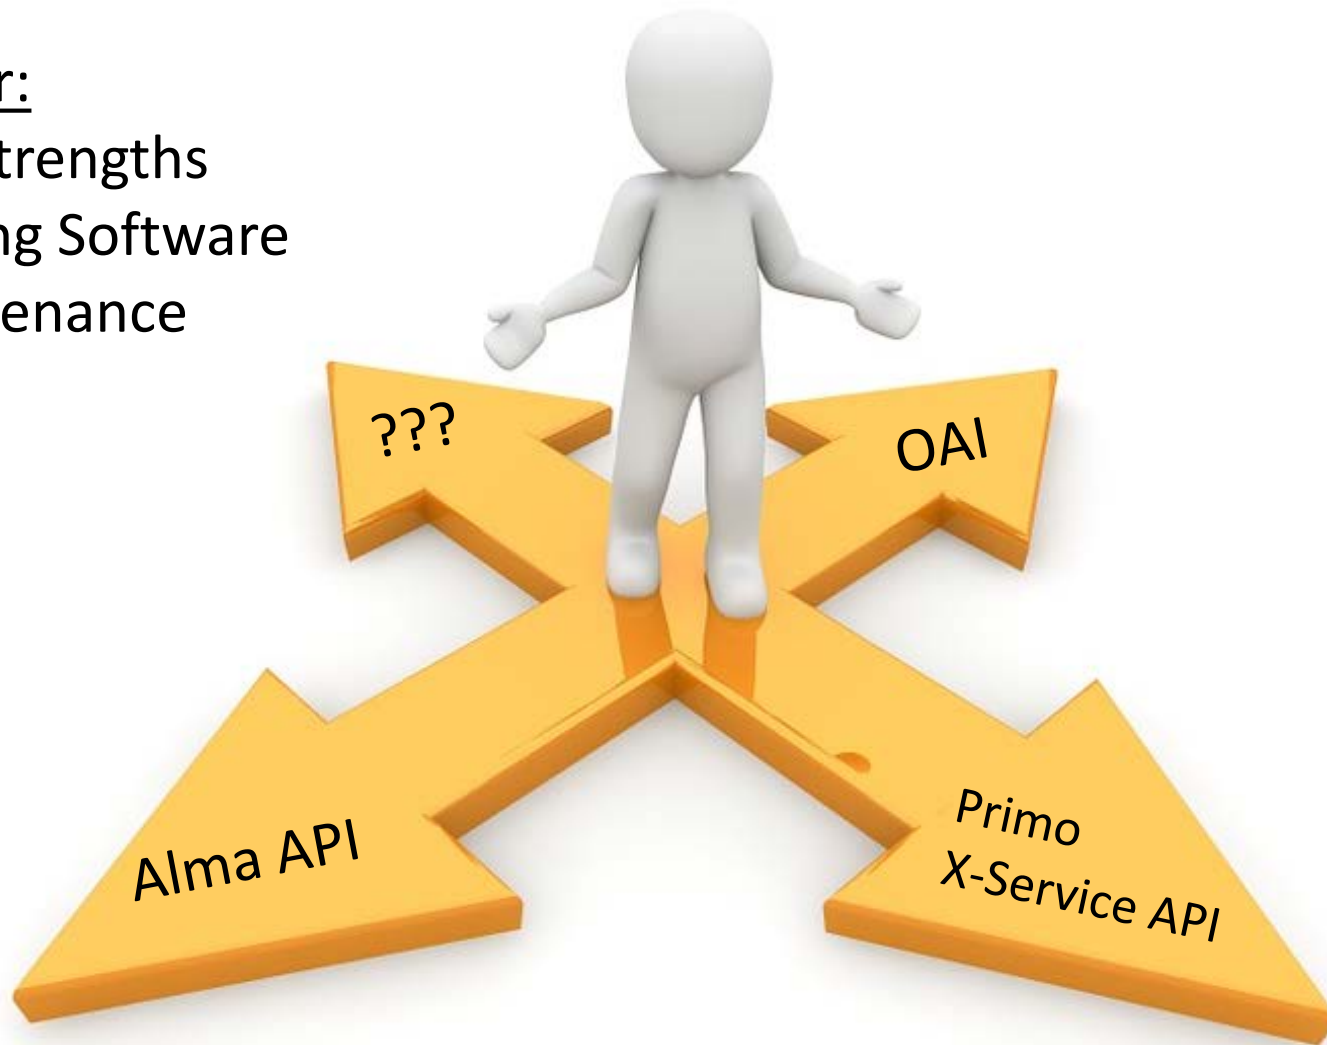 r:
trengths
ng Software
enance
???
OAI
Alma API
Primo
X-Service API